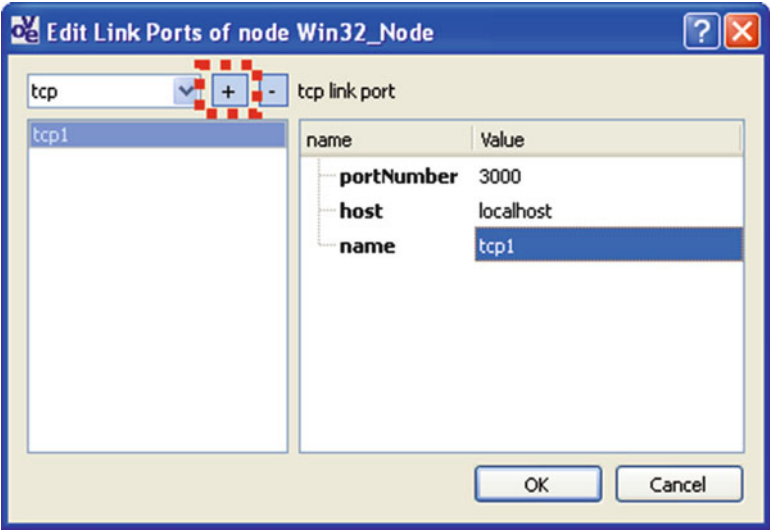 Edit Link Ports of node Win32_Node
tcp + - tcp link port
tcp1
name Value
portNumber 3000
host localhost
name tcp1
OK Cancel